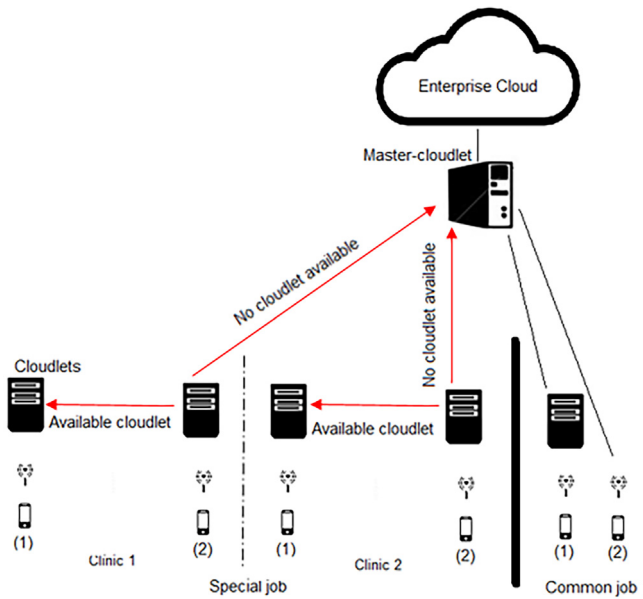 Enterprise Cloud
Master-cloudlet
No cloudlet available
No cloudlet available
Cloudlets
Available cloudlet
Available cloudlet
(1)
(2)
(1)
(2)
(1)
(2)
Clinic 1
Clinic 2
Special job
Common job